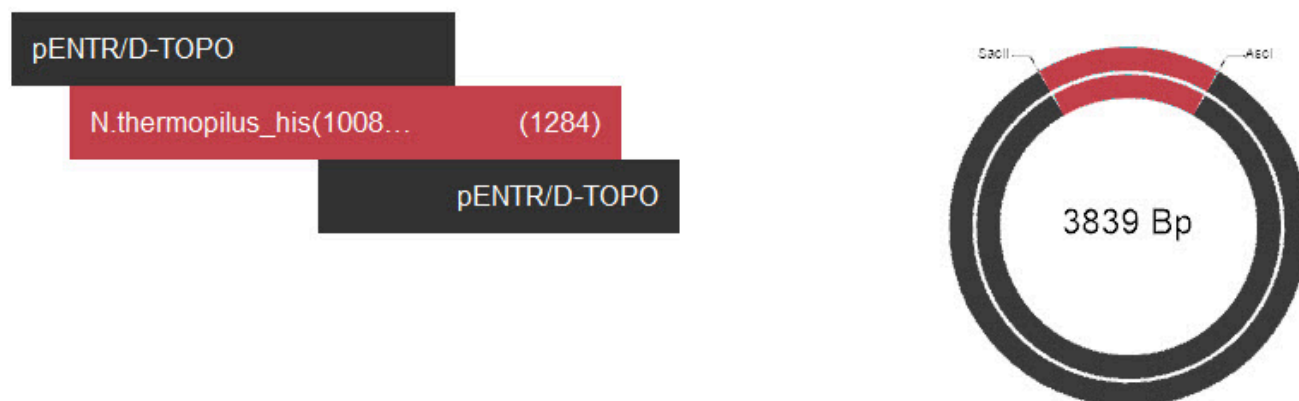 pENTR/D-TOPO
N.thermopilus_his(1008… (1284)
pENTR/D-TOPO
SacII AscI
3839 Bp